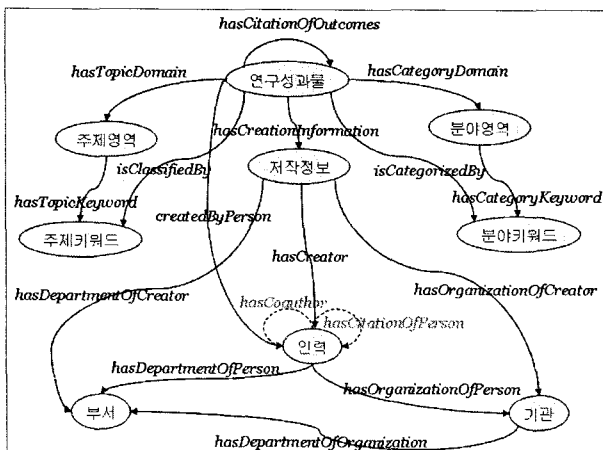 hasCitationOfOutcomes
hasTopicDomain
연구성과물
hasCategoryDomain
주제영역
hasCreationInformation
분야영역
isClassifiedBy
저작정보
isCategorizedBy
hasTopicKeyword
hasCategoryKeyword
주제키워드
createdByPerson
분야키워드
hasCreator
hasDepartmentOfCreator
hasOrganizationOfCreator
hasCoauthor
hasCitationOfPerson
인력
hasDepartmentOfPerson
hasOrganizationOfPerson
부서
기관
hasDepartmentOfOrganization